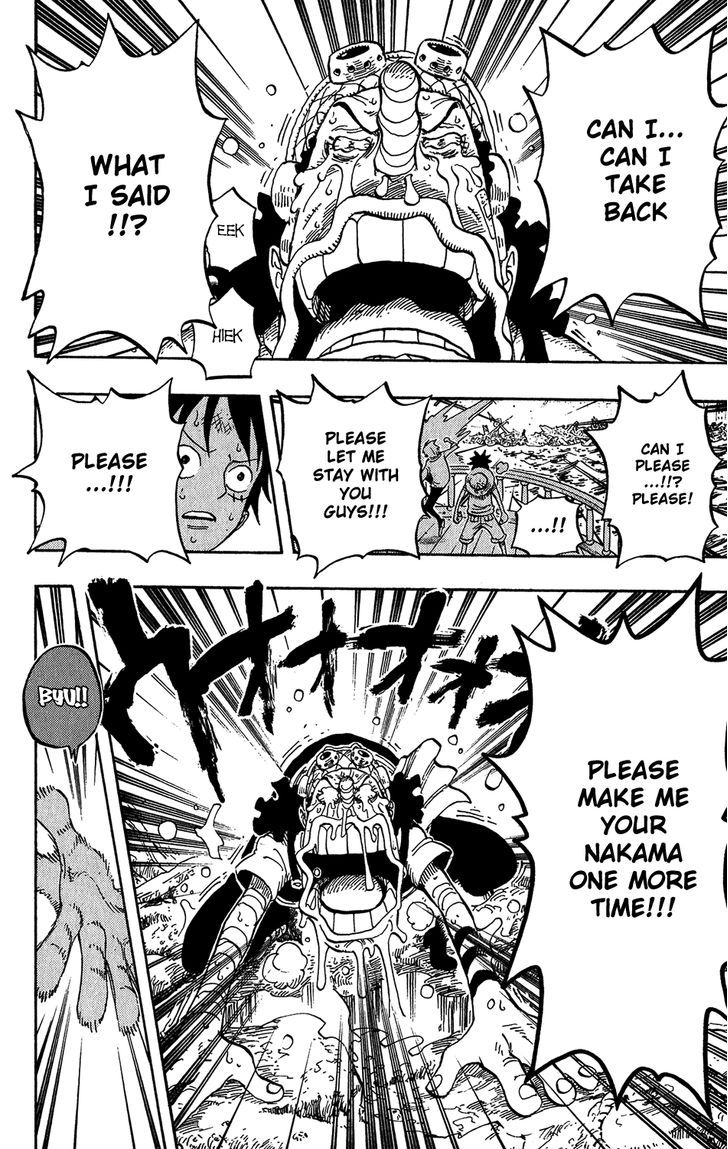 CAN I...
CAN I
TAKE
BACK
WHAT
I SAID
!!?
EEK
HIEK
CAN I
PLEASE
...!!?
PLEASE!
...!!
PLEASE
LET ME
STAY WITH
YOU
GUYS!!!
PLEASE
...!!!
PLEASE
MAKE ME
YOUR
NAKAMA
ONE MORE
TIME!!!
BYU!!